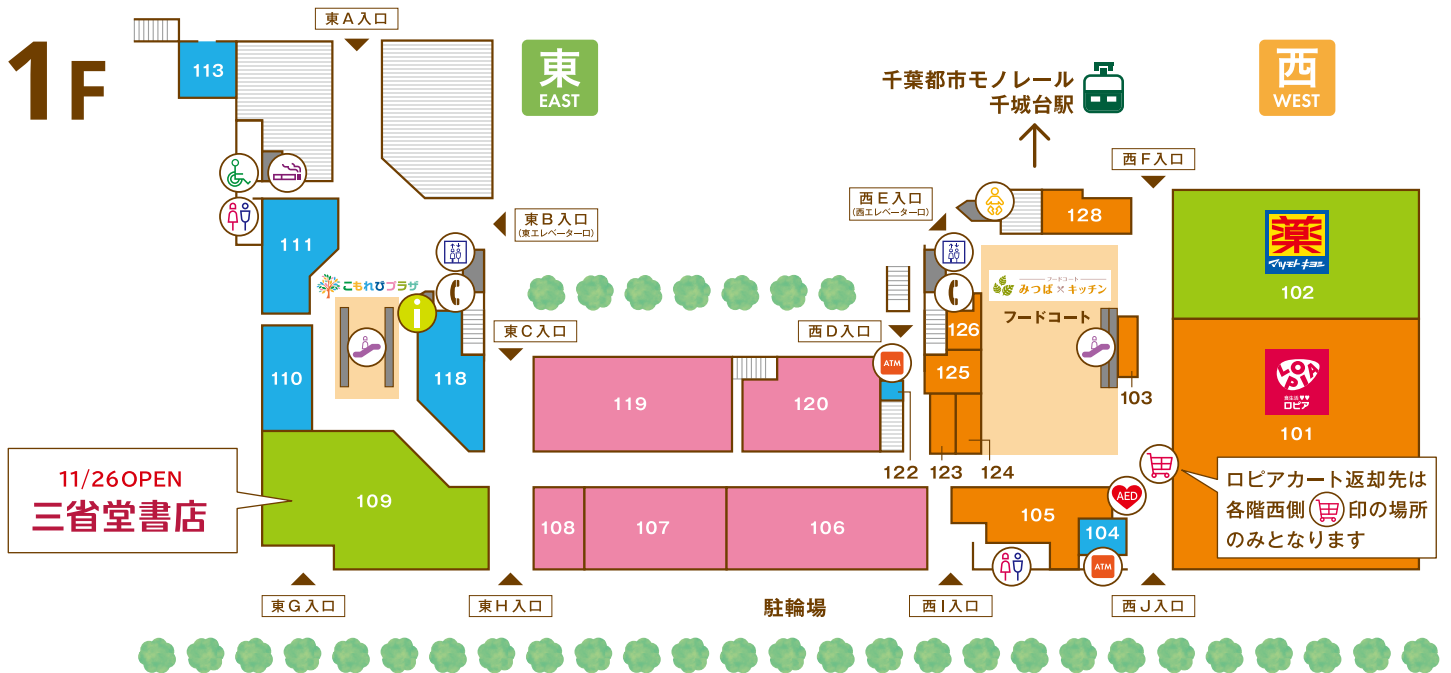 1F
東A入口
113
東
EAST
千葉都市モノレール
千城台駅
西
WEST
西F入口
西E入口
(西エレベーター口)
128
東B入口
(東エレベーター口)
111
薬
マツモトキヨシ
102
こもれびプラザ
i
フードコート
みつば×キッチン
フードコート
126
東C入口
西D入口
ATM
110
118
119
120
125
103
LOPIA
食生活♥♥
ロピア
101
122
123
124
11/26OPEN
三省堂書店
109
108
107
106
105
AED
104
ATM
ロピアカート返却先は
各階西側 印の場所
のみとなります
東G入口
東H入口
駐輪場
西I入口
西J入口